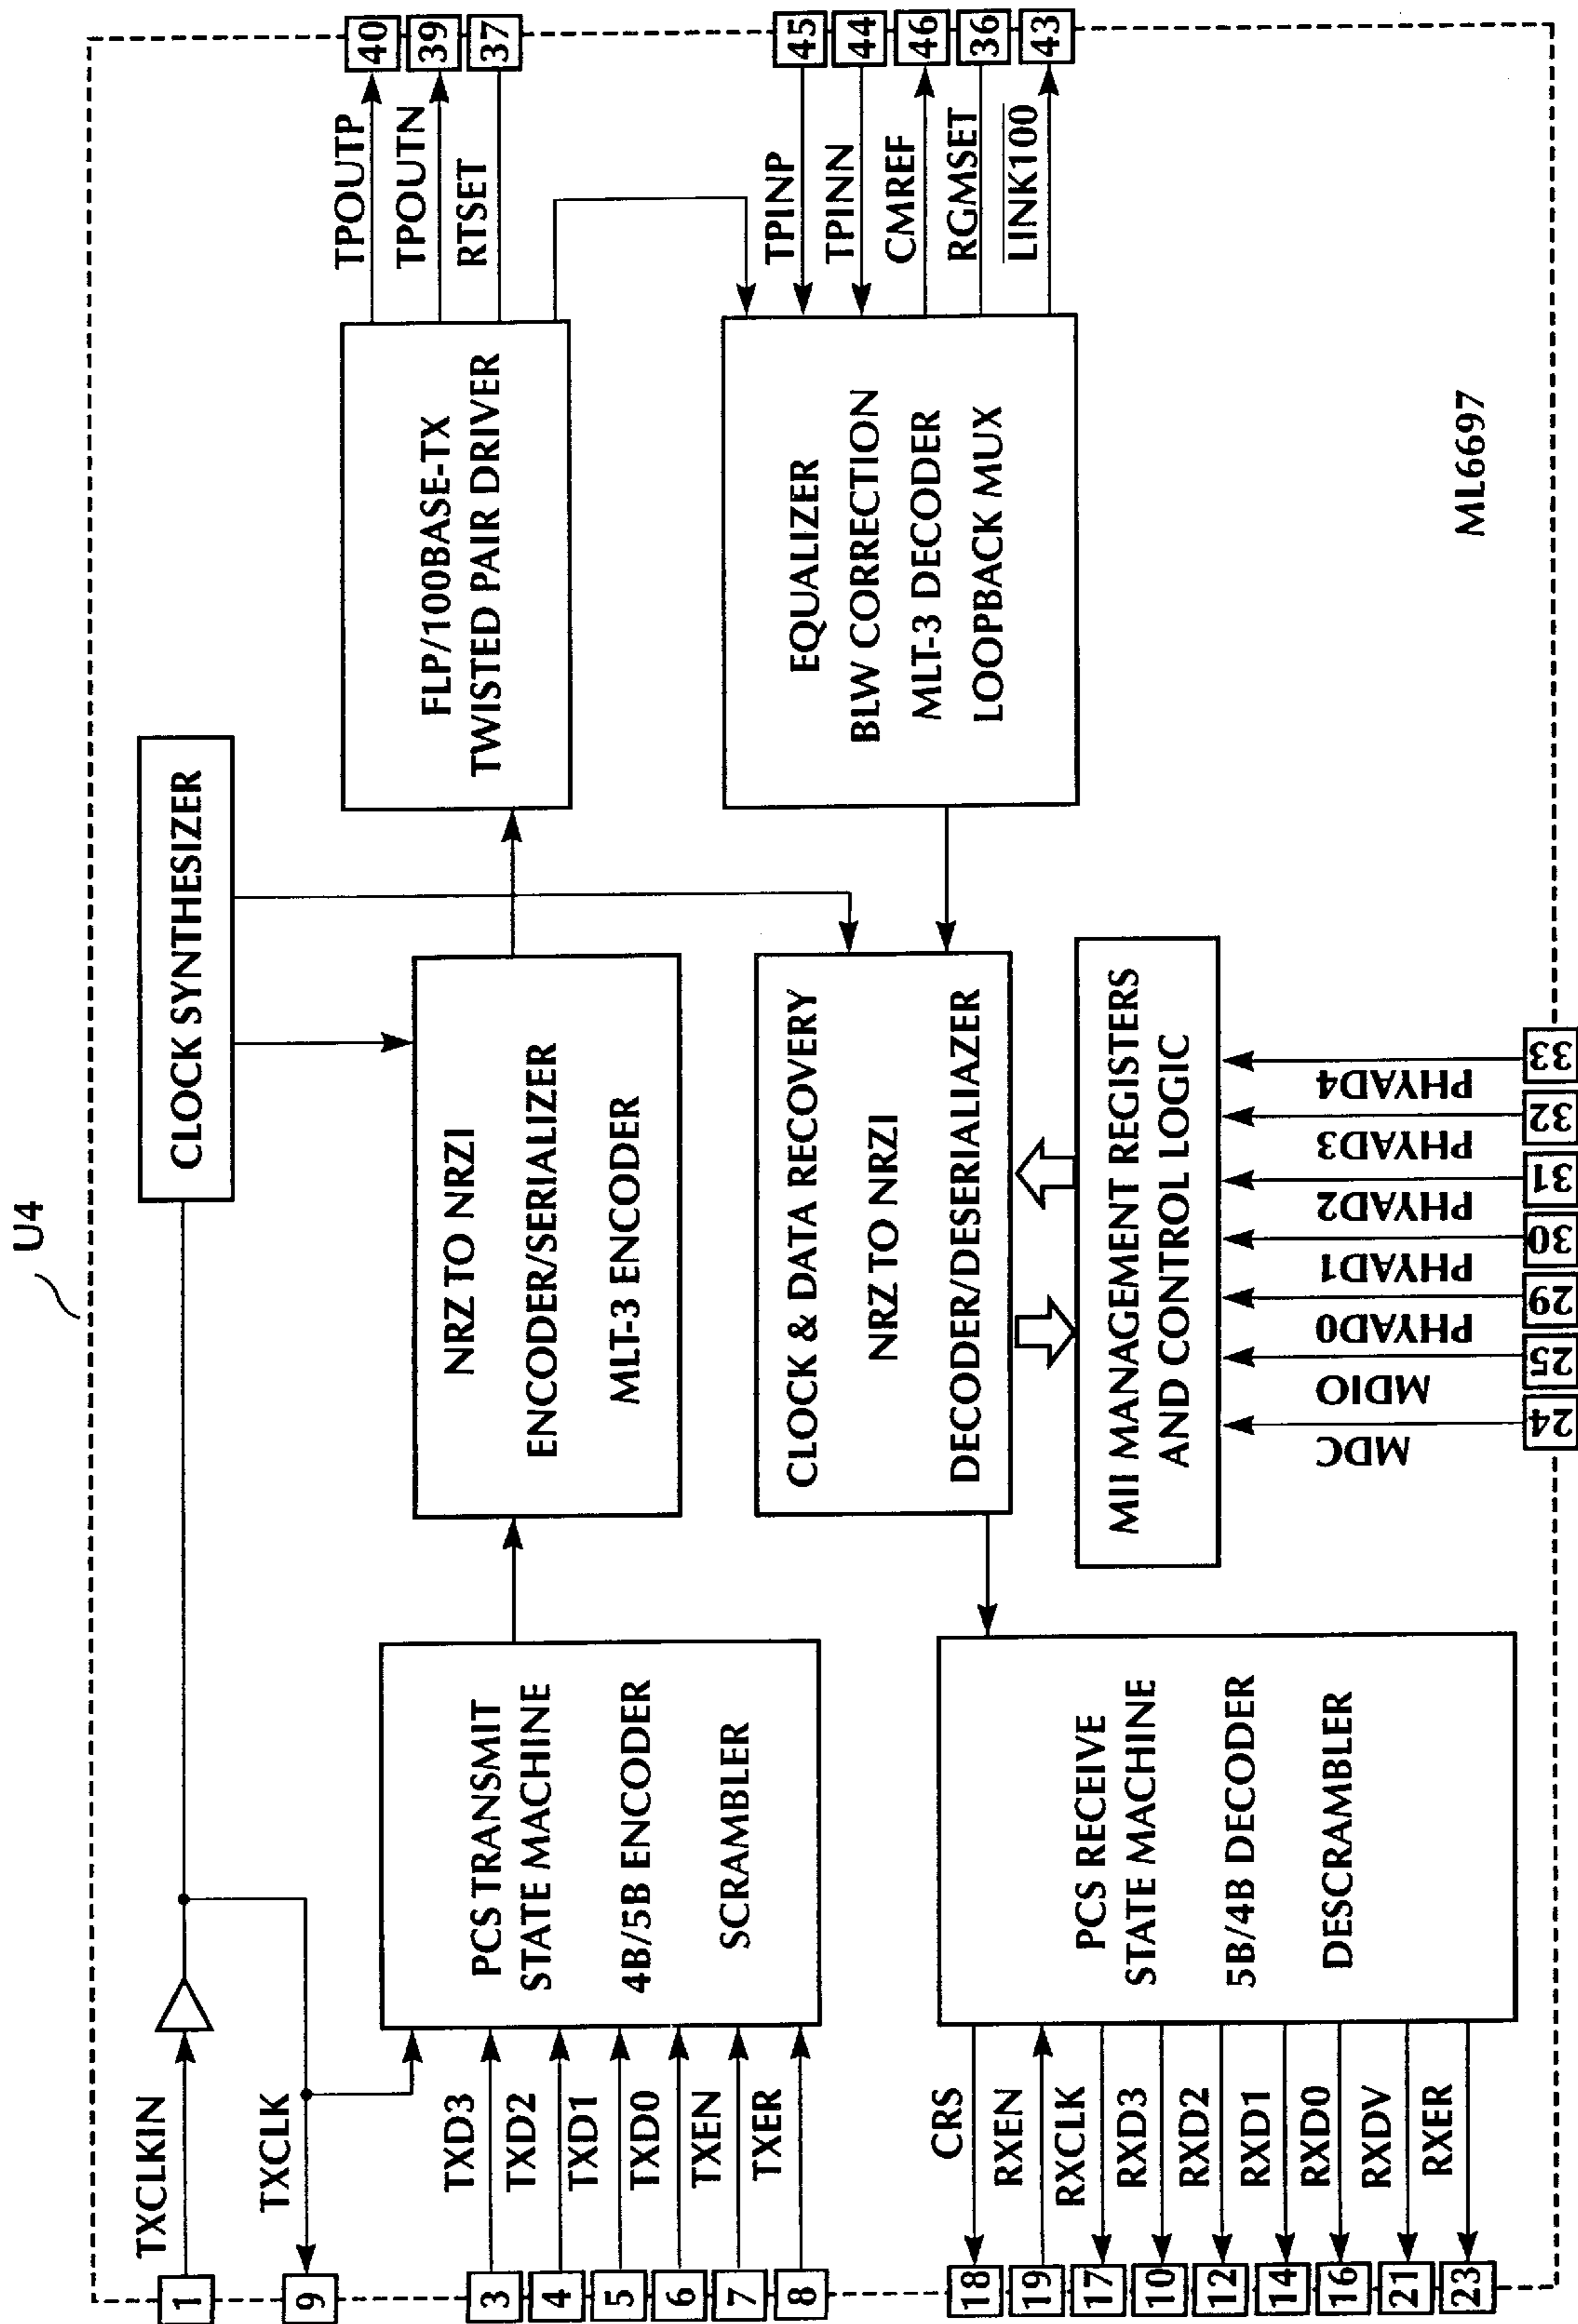 U4
TXCLKIN
1
TXCLK
9
CLOCK SYNTHESIZER
TXD3
3
TXD2
4
TXD1
5
TXD0
6
TXEN
7
TXER
8
PCS TRANSMIT
STATE MACHINE
4B/5B ENCODER
SCRAMBLER
NRZ TO NRZI
ENCODER/SERIALIZER
MLT-3 ENCODER
FLP/100BASE-TX
TWISTED PAIR DRIVER
TPOUTP
40
TPOUTN
39
RTSET
37
CRS
18
RXEN
19
RXCLK
17
RXD3
10
RXD2
12
RXD1
14
RXD0
16
RXDV
21
RXER
23
PCS RECEIVE
STATE MACHINE
5B/4B DECODER
DESCRAMBLER
CLOCK & DATA RECOVERY
NRZ TO NRZI
DECODER/DESERIALIAZER
EQUALIZER
BLW CORRECTION
MLT-3 DECODER
LOOPBACK MUX
TPINP
45
TPINN
44
CMREF
46
RGMSET
36
LINK100
43
MII MANAGEMENT REGISTERS
AND CONTROL LOGIC
MDC
24
MDIO
25
PHYAD0
29
PHYAD1
30
PHYAD2
31
PHYAD3
32
PHYAD4
33
ML6697